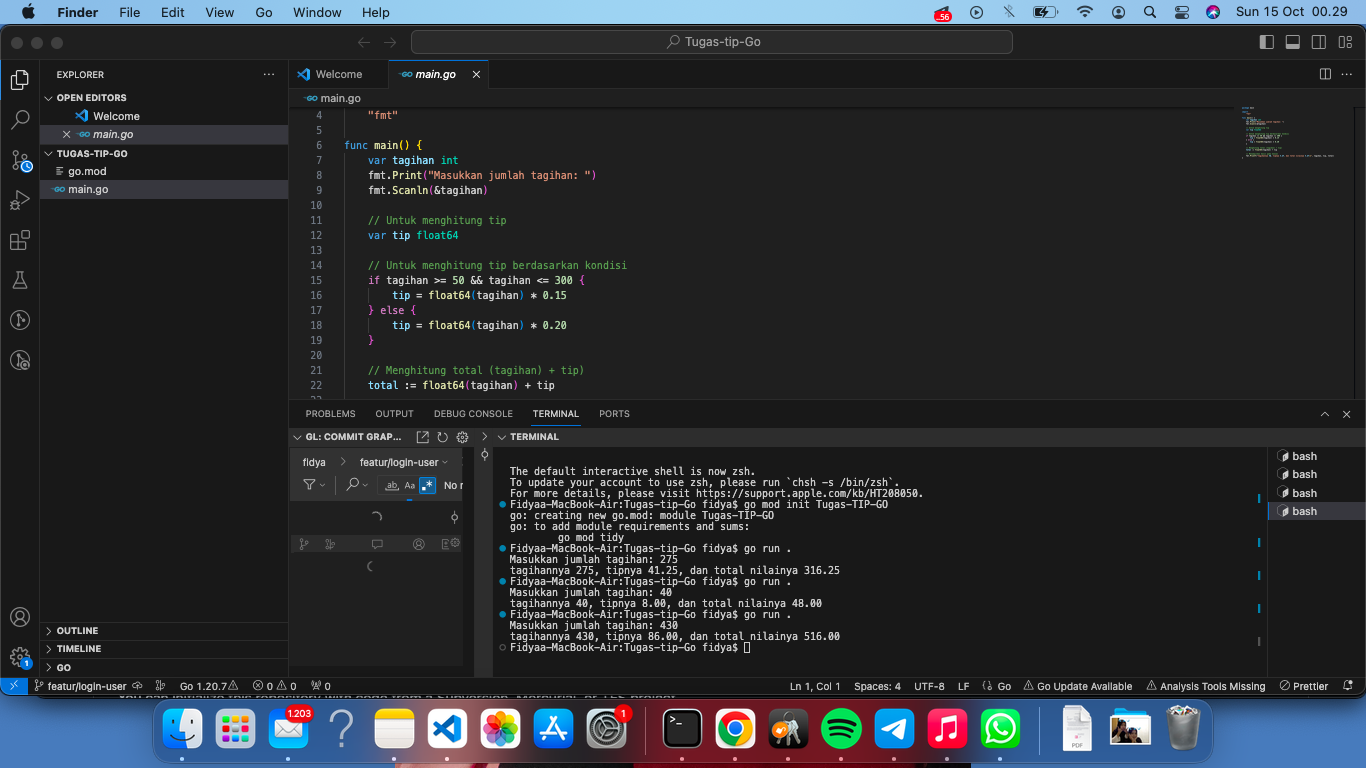 Finder File Edit View Go Window Help ..56 Sun 15 Oct 00.29
Tugas-tip-Go
EXPLORER
OPEN EDITORS
Welcome
main.go
TUGAS-TIP-GO
go.mod
main.go
OUTLINE
TIMELINE
GO
Welcome main.go
main.go
4 "fmt"
5
6 func main() {
7 var tagihan int
8 fmt.Print("Masukkan jumlah tagihan: ")
9 fmt.Scanln(&tagihan)
10
11 // Untuk menghitung tip
12 var tip float64
13
14 // Untuk menghitung tip berdasarkan kondisi
15 if tagihan >= 50 && tagihan <= 300 {
16 tip = float64(tagihan) * 0.15
17 } else {
18 tip = float64(tagihan) * 0.20
19 }
20
21 // Menghitung total (tagihan) + tip)
22 total := float64(tagihan) + tip
PROBLEMS OUTPUT DEBUG CONSOLE TERMINAL PORTS
GL: COMMIT GRAP...
fidya featur/login-user
ab Aa .* No r
TERMINAL
The default interactive shell is now zsh.
To update your account to use zsh, please run `chsh -s /bin/zsh`.
For more details, please visit https://support.apple.com/kb/HT208050.
Fidyaa-MacBook-Air:Tugas-tip-Go fidya$ go mod init Tugas-TIP-GO
go: creating new go.mod: module Tugas-TIP-GO
go: to add module requirements and sums:
go mod tidy
Fidyaa-MacBook-Air:Tugas-tip-Go fidya$ go run .
Masukkan jumlah tagihan: 275
tagihannya 275, tipnya 41.25, dan total nilainya 316.25
Fidyaa-MacBook-Air:Tugas-tip-Go fidya$ go run .
Masukkan jumlah tagihan: 40
tagihannya 40, tipnya 8.00, dan total nilainya 48.00
Fidyaa-MacBook-Air:Tugas-tip-Go fidya$ go run .
Masukkan jumlah tagihan: 430
tagihannya 430, tipnya 86.00, dan total nilainya 516.00
Fidyaa-MacBook-Air:Tugas-tip-Go fidya$
bash
bash
bash
bash
1
featur/login-user Go 1.20.7 0 0 0 Ln 1, Col 1 Spaces: 4 UTF-8 LF Go Go Update Available Analysis Tools Missing Prettier
1.203
1
PDF